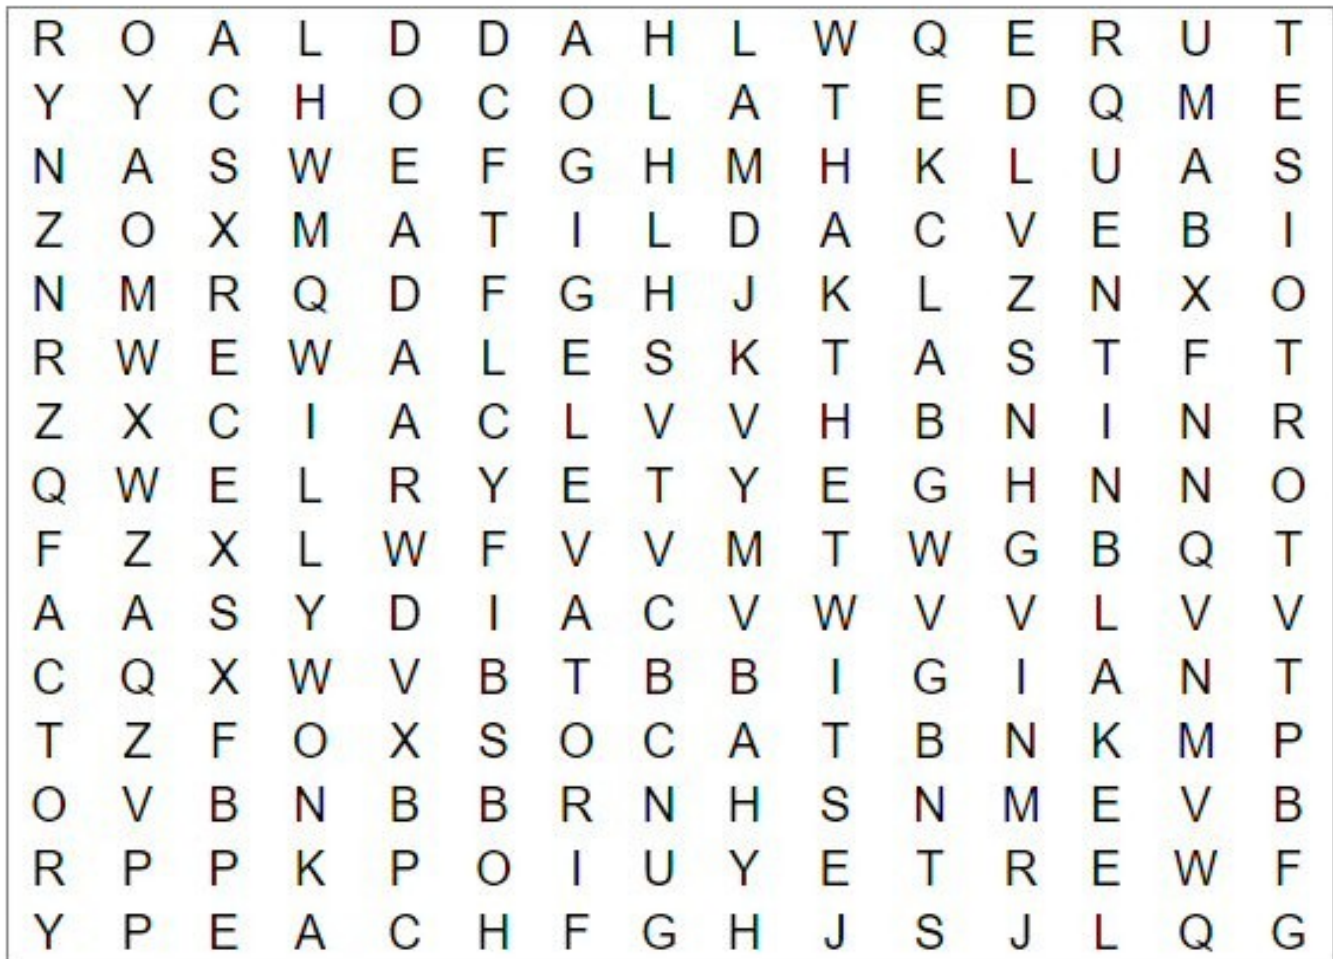 R O A L D D A H L W Q E R U T
Y Y C H O C O L A T E D Q M E
N A S W E F G H M H K L U A S
Z O X M A T I L D A C V E B I
N M R Q D F G H J K L Z N X O
R W E W A L E S K T A S T F T
Z X C I A C L V V H B N I N R
Q W E L R Y E T Y E G H N N O
F Z X L W F V V M T W G B Q T
A A S Y D I A C V W V V L V V
C Q X W V B T B B I G I A N T
T Z F O X S O C A T B N K M P
O V B N B B R N H S N M E V B
R P P K P O I U Y E T R E W F
Y P E A C H F G H J S J L Q G